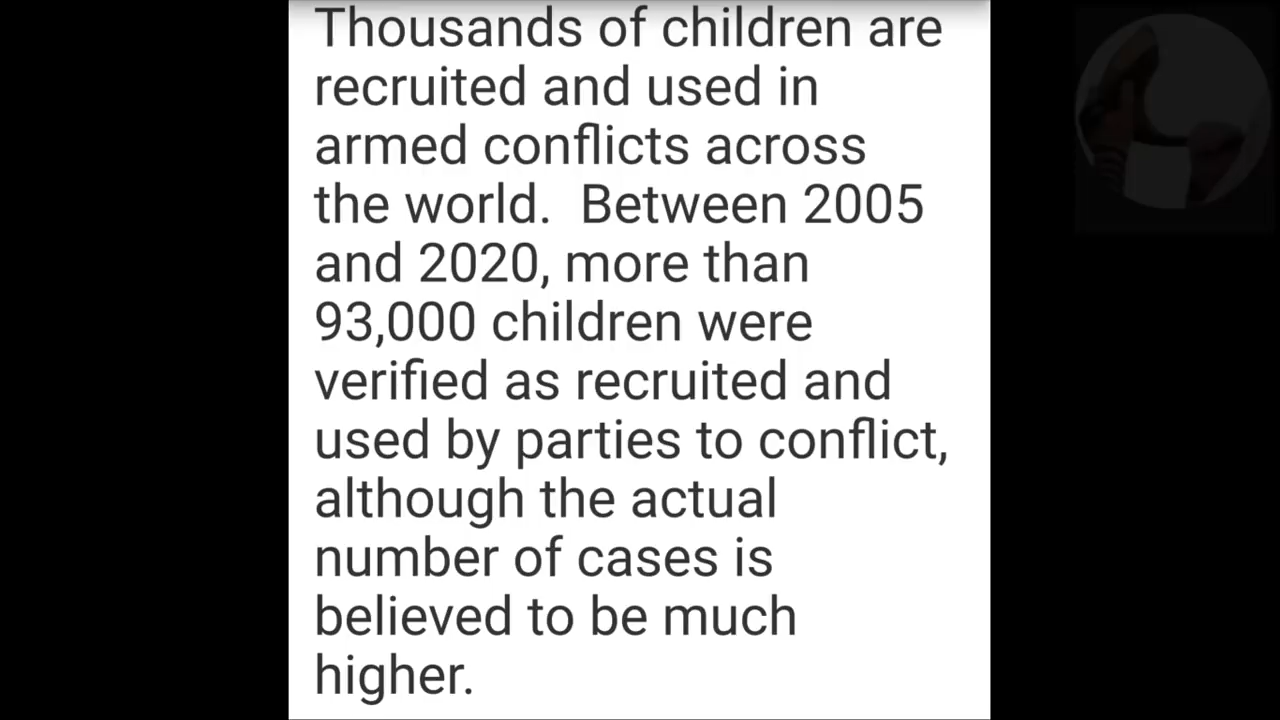 Thousands of children are
recruited and used in
armed conflicts across
the world.  Between 2005
and 2020, more than
93,000 children were
verified as recruited and
used by parties to conflict,
although the actual
number of cases is
believed to be much
higher.